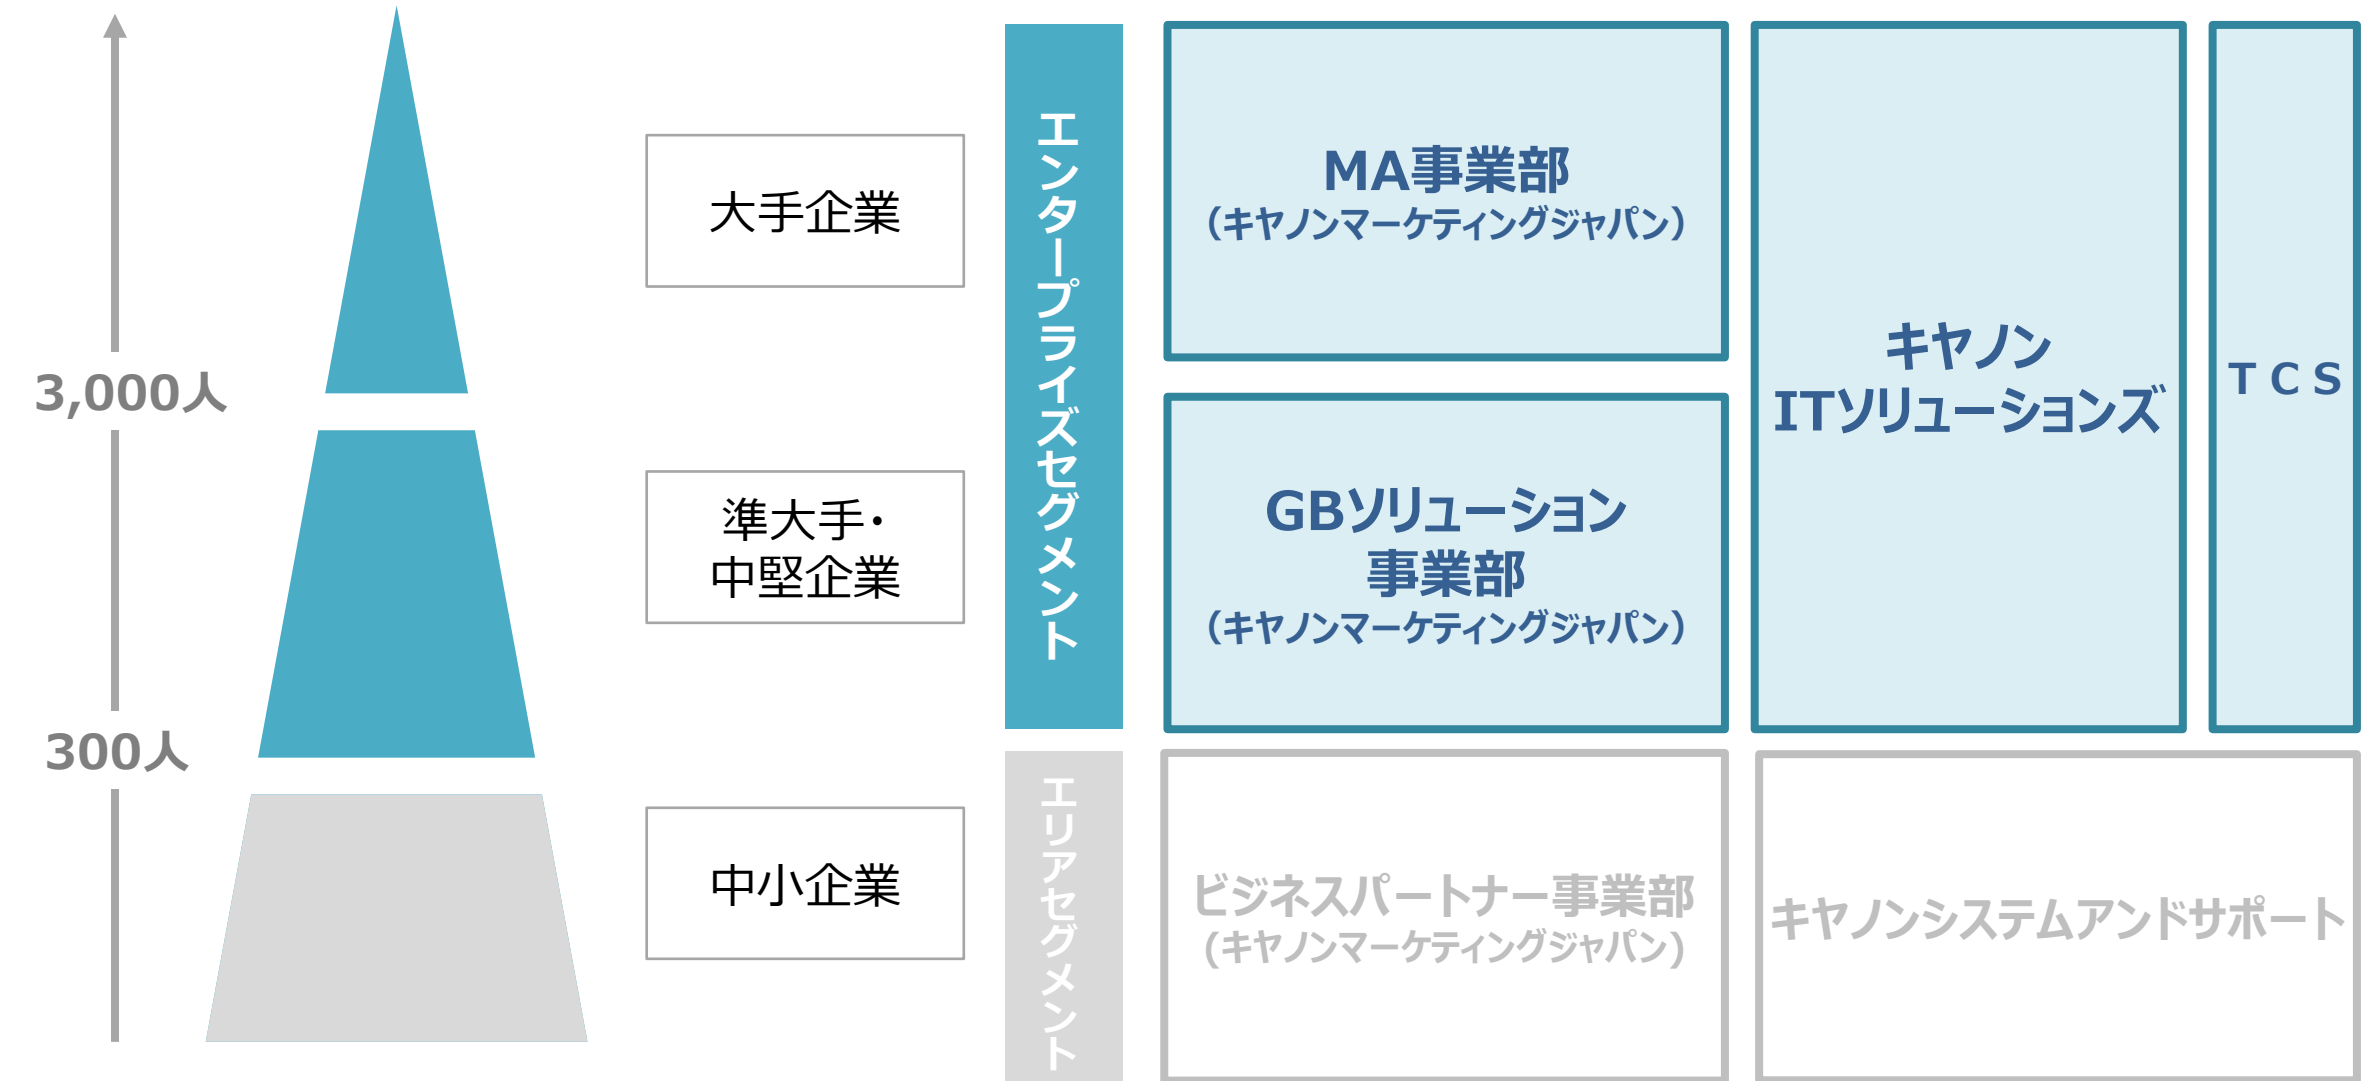 3,000人
300人
大手企業
準大手・
中堅企業
中小企業
エンタープライズセグメント
エリアセグメント
MA事業部
（キヤノンマーケティングジャパン）
GBソリューション
事業部
（キヤノンマーケティングジャパン）
キヤノン
ITソリューションズ
ＴＣＳ
ビジネスパートナー事業部
(キヤノンマーケティングジャパン)
キヤノンシステムアンドサポート